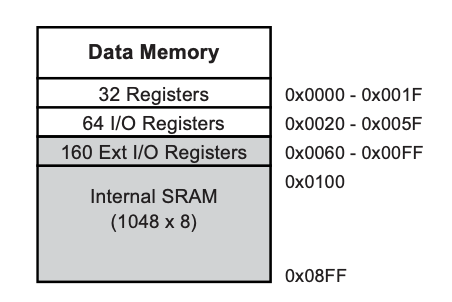 Data Memory
32 Registers 0x0000 - 0x001F
64 I/O Registers 0x0020 - 0x005F
160 Ext I/O Registers 0x0060 - 0x00FF
0x0100
Internal SRAM
(1048 x 8)
0x08FF